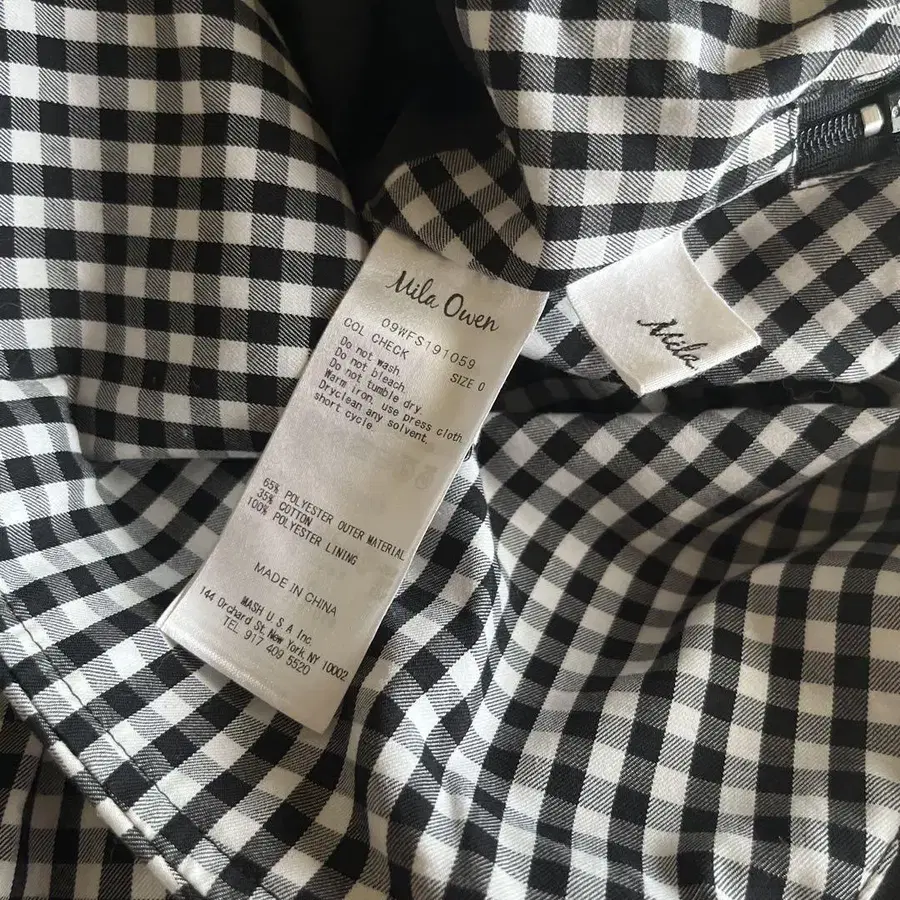 Mila Owen
09WFS191059
COL CHECK SIZE 0
Do not wash.
Do not bleach.
Do not tumble dry.
Warm iron. use press cloth.
Dryclean any solvent.
short cycle.
65% POLYESTER OUTER MATERIAL
35% COTTON
100% POLYESTER LINING
MADE IN CHINA
MASH U S A Inc.
144 Orchard St, New York, NY 10002
TEL 917 409 5520
Mila